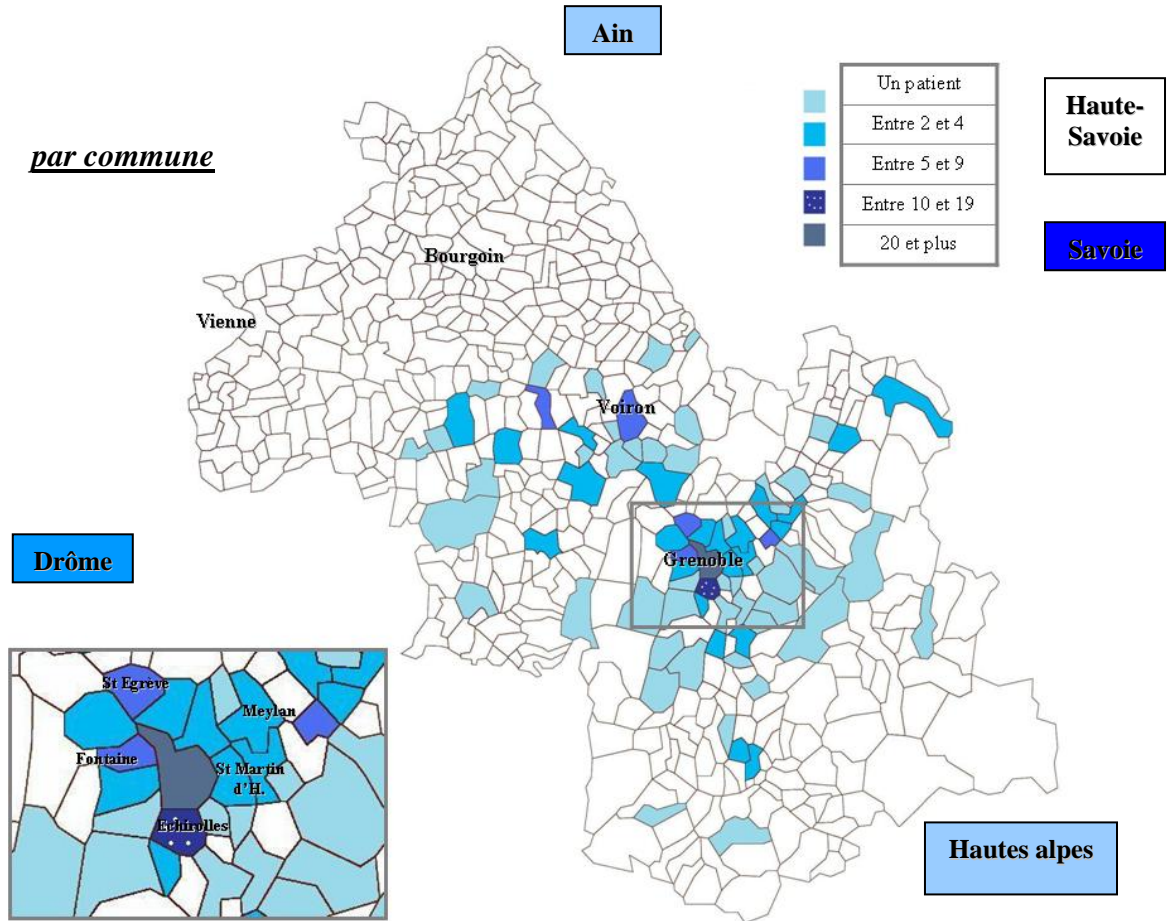 Ain
Un patient
Entre 2 et 4
Entre 5 et 9
Entre 10 et 19
20 et plus
Haute-
Savoie
par commune
Savoie
Bourgoin
Vienne
Voiron
Drôme
Grenoble
St Egrève
Meylan
Fontaine
St Martin
d'H.
Echirolles
Hautes alpes